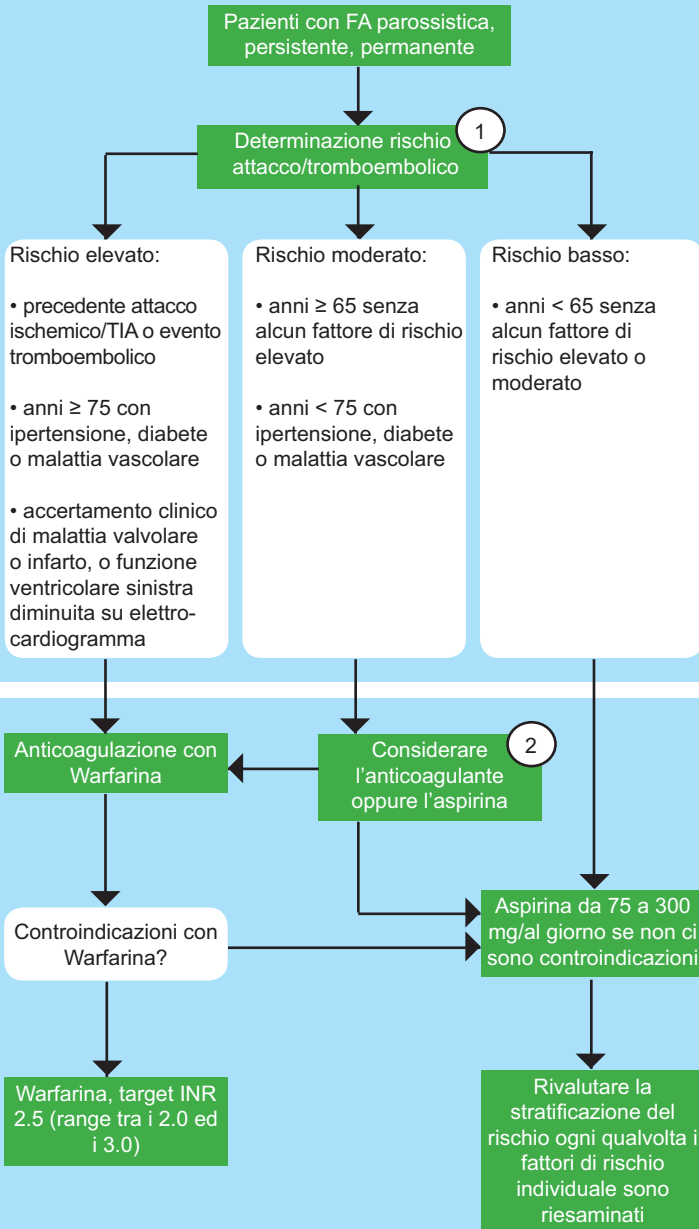 Pazienti con FA parossistica,
persistente, permanente
Determinazione rischio
attacco/tromboembolico
1
Rischio elevato:
• precedente attacco
ischemico/TIA o evento
tromboembolico
• anni ≥ 75 con
ipertensione, diabete
o malattia vascolare
• accertamento clinico
di malattia valvolare
o infarto, o funzione
ventricolare sinistra
diminuita su elettro-
cardiogramma
Rischio moderato:
• anni ≥ 65 senza
alcun fattore di rischio
elevato
• anni < 75 con
ipertensione, diabete
o malattia vascolare
Rischio basso:
• anni < 65 senza
alcun fattore di
rischio elevato o
moderato
Anticoagulazione con
Warfarina
Considerare
l'anticoagulante
oppure l'aspirina
2
Controindicazioni con
Warfarina?
Aspirina da 75 a 300
mg/al giorno se non ci
sono controindicazioni
Warfarina, target INR
2.5 (range tra i 2.0 ed
i 3.0)
Rivalutare la
stratificazione del
rischio ogni qualvolta i
fattori di rischio
individuale sono
riesaminati